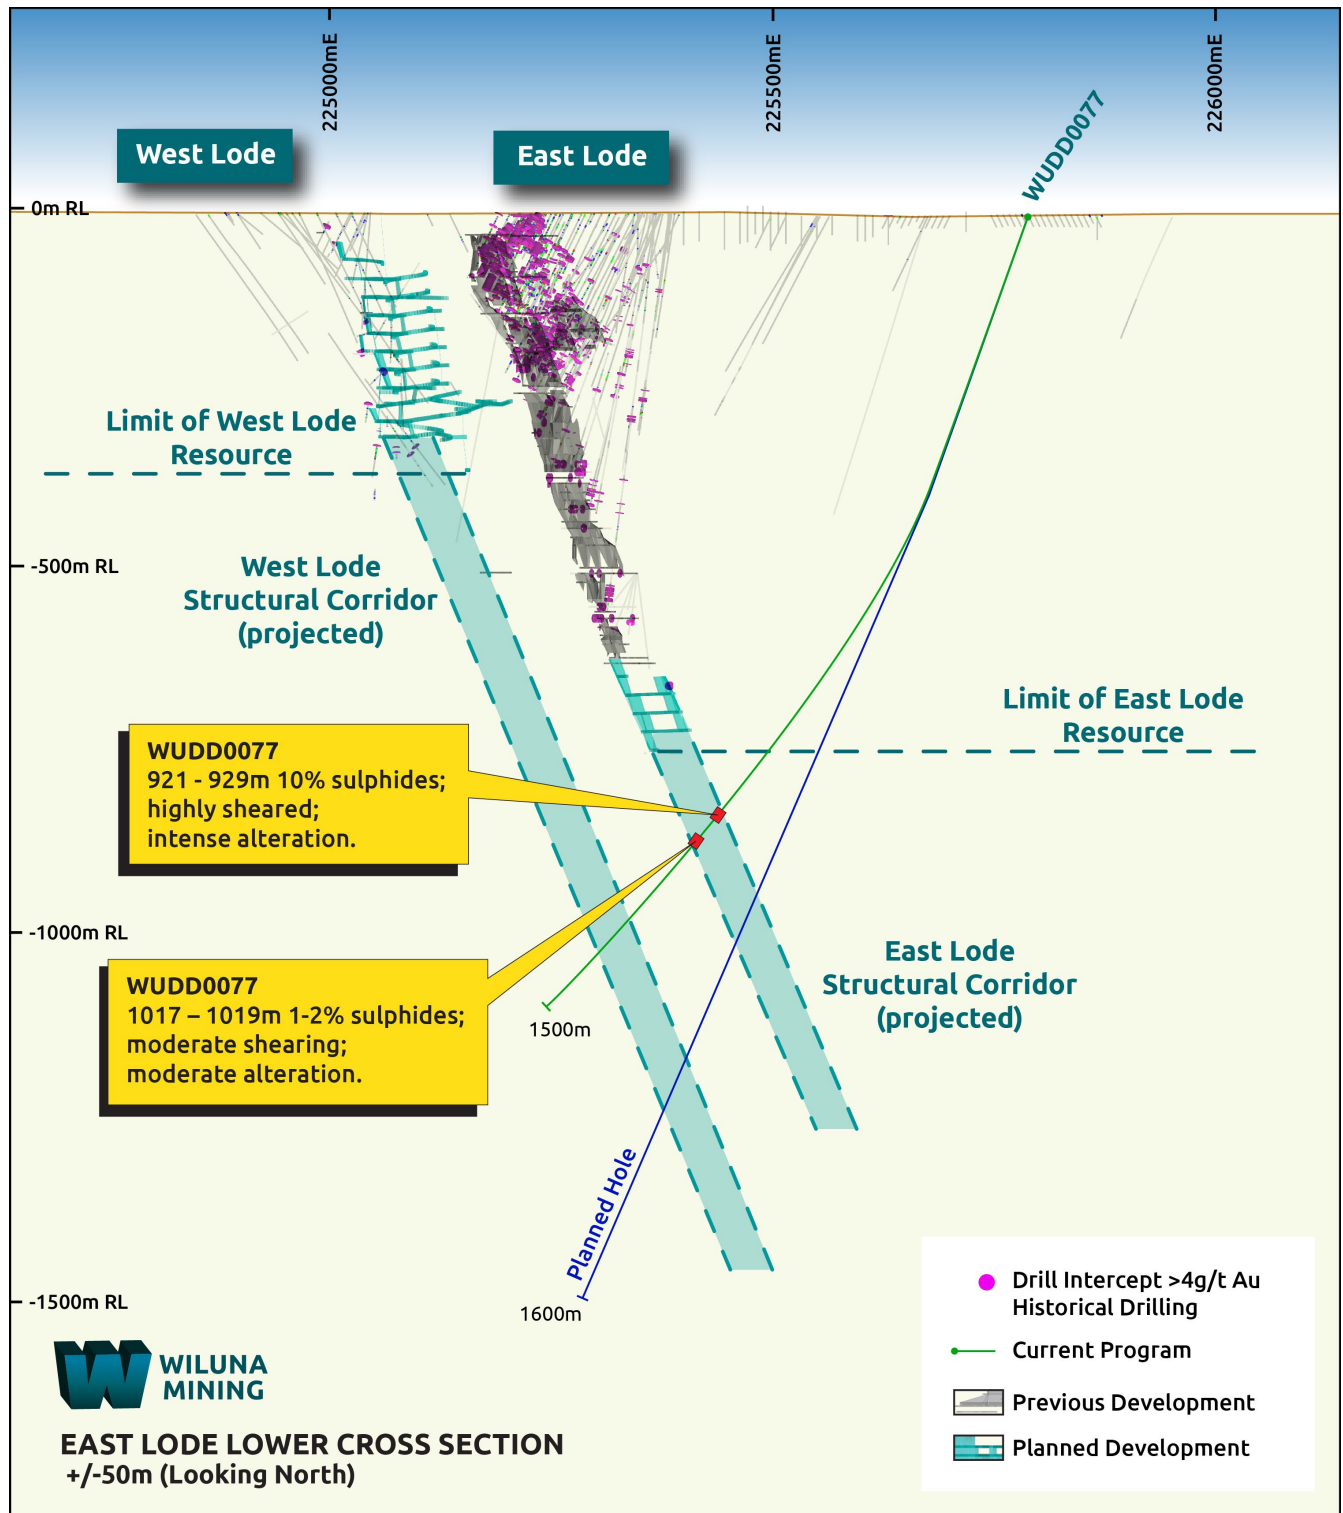 225000mE
225500mE
226000mE
WUDD0077
West Lode
East Lode
0m RL
Limit of West Lode
Resource
-500m RL
West Lode
Structural Corridor
(projected)
Limit of East Lode
Resource
WUDD0077
921 - 929m 10% sulphides;
highly sheared;
intense alteration.
-1000m RL
East Lode
Structural Corridor
(projected)
WUDD0077
1017 – 1019m 1-2% sulphides;
moderate shearing;
moderate alteration.
1500m
Planned Hole
1600m
-1500m RL
Drill Intercept >4g/t Au
Historical Drilling
Current Program
Previous Development
Planned Development
WILUNA
MINING
EAST LODE LOWER CROSS SECTION
+/-50m (Looking North)